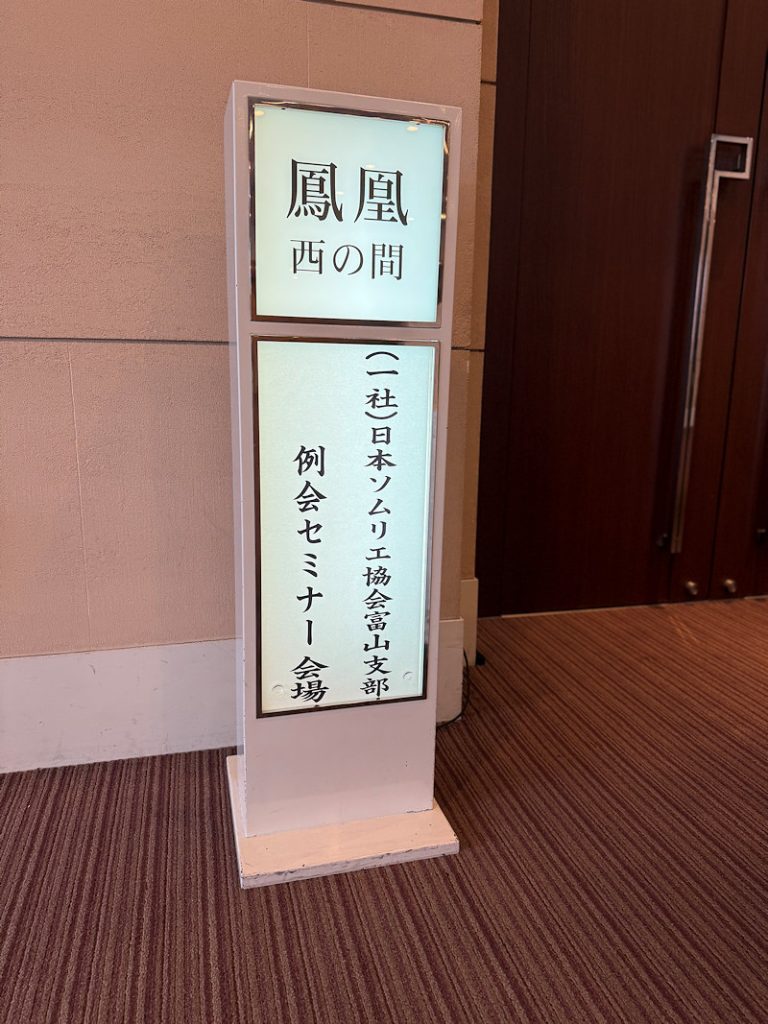 鳳凰
西の間
(一社)日本ソムリエ協会富山支部
例会セミナー会場